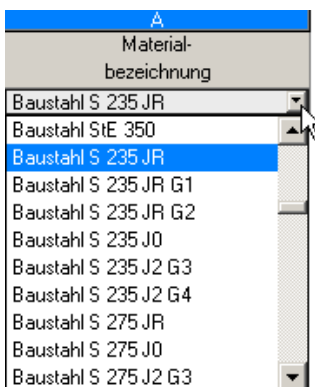 A
Material-
bezeichnung
Baustahl S 235 JR
Baustahl StE 350
Baustahl S 235 JR
Baustahl S 235 JR G1
Baustahl S 235 JR G2
Baustahl S 235 J0
Baustahl S 235 J2 G3
Baustahl S 235 J2 G4
Baustahl S 275 JR
Baustahl S 275 J0
Baustahl S 275 J2 G3